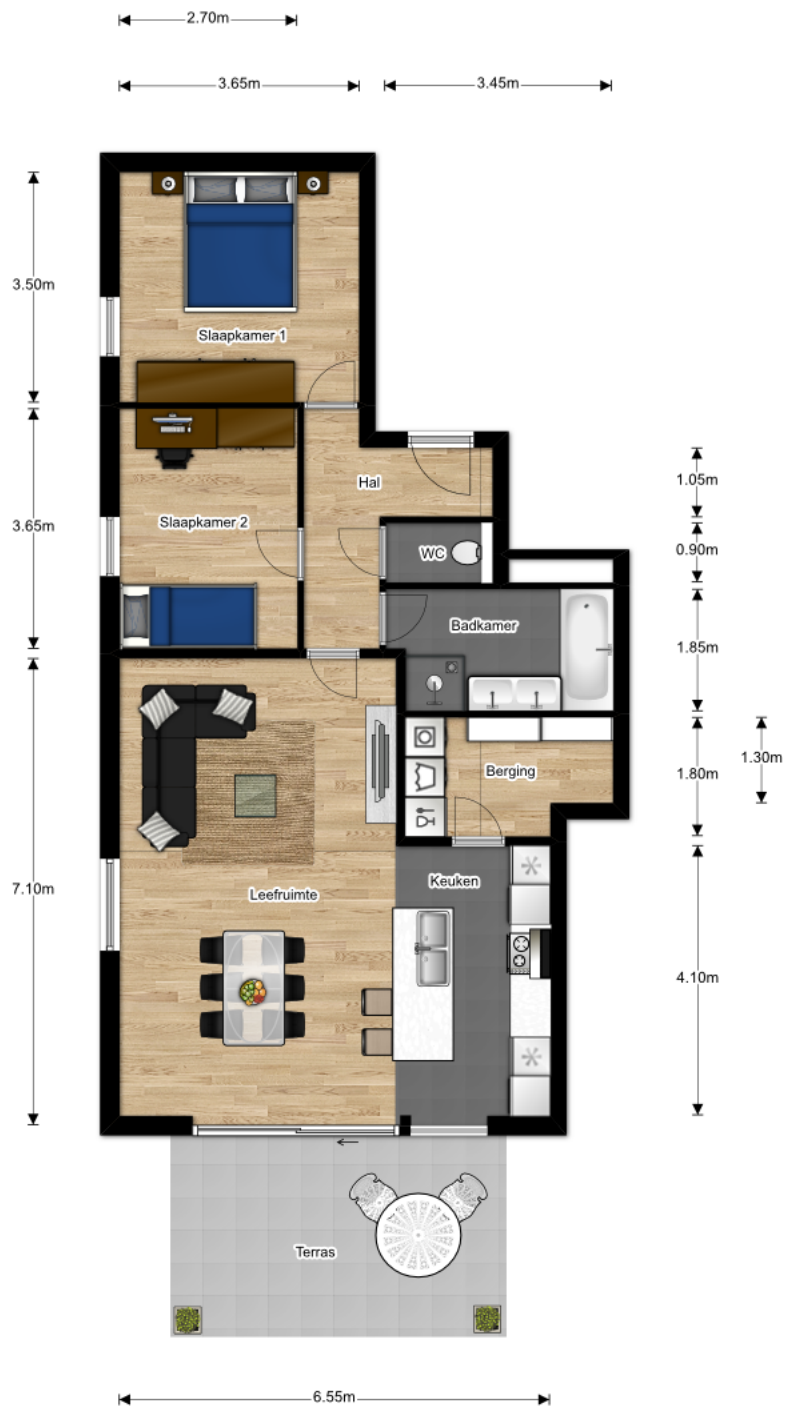 2.70m
3.65m
3.45m
3.50m
Slaapkamer 1
3.65m
Hal
1.05m
Slaapkamer 2
WC
0.90m
Badkamer
1.85m
Berging
1.80m
1.30m
7.10m
Leefruimte
Keuken
4.10m
Terras
6.55m